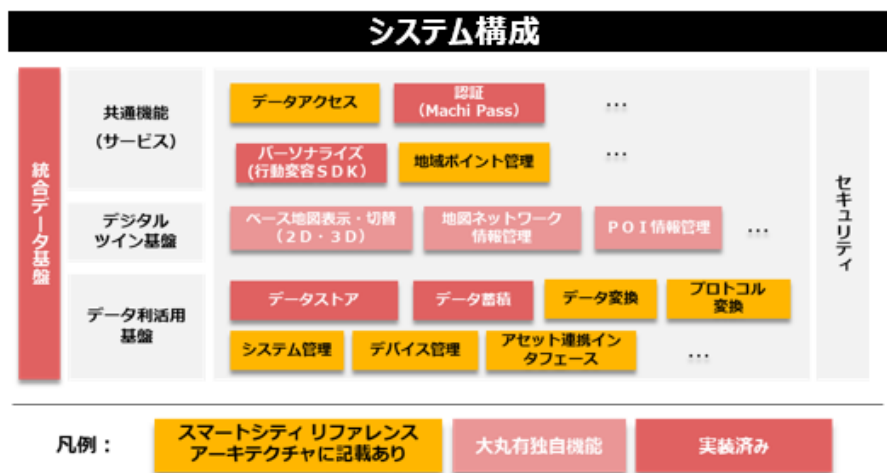 システム構成
統合データ基盤
共通機能
(サービス)
データアクセス
認証
(Machi Pass)
...
パーソナライズ
(行動変容SDK)
地域ポイント管理
...
デジタル
ツイン基盤
ベース地図表示・切替
(2D・3D)
地図ネットワーク
情報管理
POI情報管理
...
データ利活用
基盤
データストア
データ蓄積
データ変換
プロトコル
変換
システム管理
デバイス管理
アセット連携イン
タフェース
...
セキュリティ
凡例：
スマートシティ リファレンス
アーキテクチャに記載あり
大丸有独自機能
実装済み